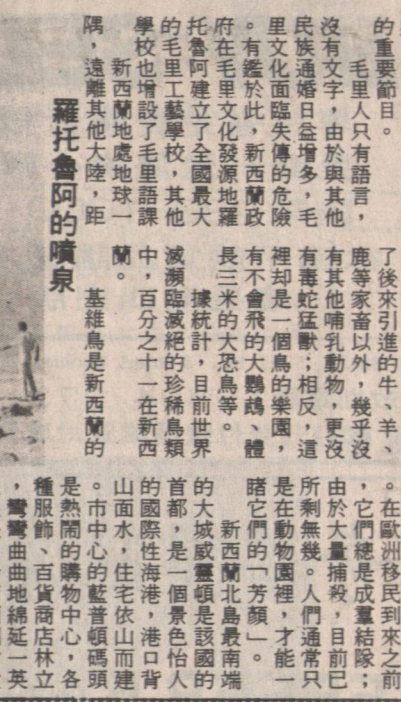 的重要節目。
毛里人只有語言,
沒有文字,由於與其他
民族通婚日益增多,毛
里文化面臨失傳的危險
。有鑑於此,新西蘭政
府在毛里文化發源地羅
托魯阿建立了全國最大
的毛里工藝學校,其他
學校也增設了毛里語課
新西蘭地處地球一
隅,遠離其他大陸,距
羅托魯阿的噴泉
了後來引進的牛、羊、
鹿等家畜以外,幾乎沒
有其他哺乳動物,更沒
有毒蛇猛獸;相反,這
裡却是一個鳥的樂園,
有不會飛的大鸚鵡、體
長三米的大恐鳥等。
據統計,目前世界
滅瀕臨滅絕的珍稀鳥類
中,百分之十一在新西
蘭。
基維鳥是新西蘭的
。在歐洲移民到來之前
,它們總是成羣結隊;
由於大量捕殺,目前已
所剩無幾。人們通常只
是在動物園裡,才能一
睹它們的「芳顏」。
新西蘭北島最南端
的大城威靈頓是該國的
首都,是一個景色怡人
的國際性海港,港口背
山面水,住宅依山而建
。市中心的藍普頓碼頭
是熱鬧的購物中心,各
種服飾、百貨商店林立
,彎彎曲曲地綿延一英